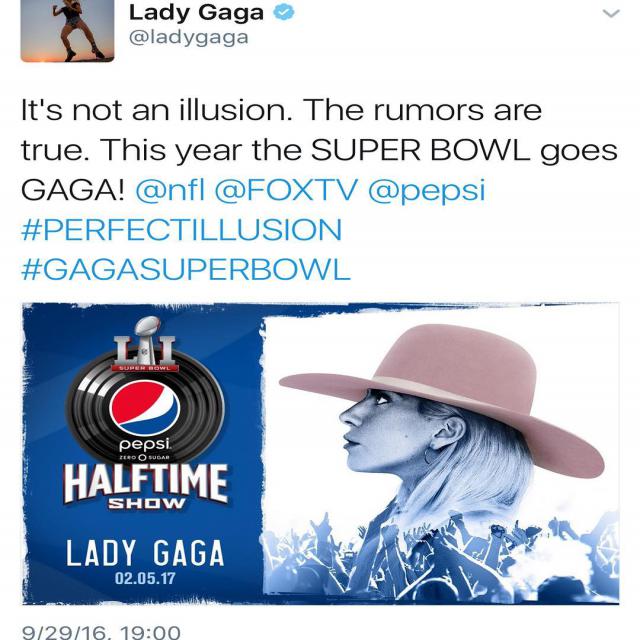 Lady Gaga
@ladygaga
It's not an illusion. The rumors are
true. This year the SUPER BOWL goes
GAGA! @nfl @FOXTV @pepsi
#PERFECTILLUSION
#GAGASUPERBOWL
LI
SUPER BOWL
pepsi
ZERO SUGAR
HALFTIME
SHOW
LADY GAGA
02.05.17
9/29/16, 19:00